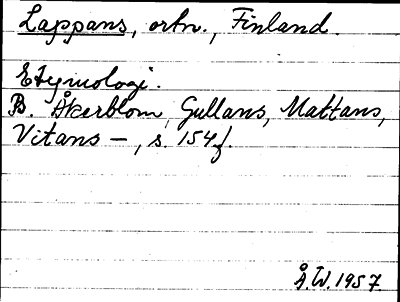 Lappans, ortn., Finland.
Etymologi.
B. Åkerblom, Gullans, Mattans,
Vitans –, s. 154 f.
Å.W. 1957.